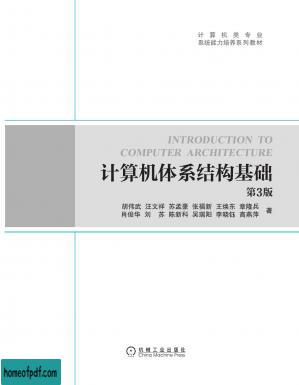 计算机类专业
系统能力培养系列教材
INTRODUCTION TO
COMPUTER ARCHITECTURE
计算机体系结构基础
第3版
胡伟武 汪文祥 苏孟豪 张福新 王焕东 章隆兵
肖俊华 刘 苏 陈新科 吴瑞阳 李晓钰 高燕萍 著
机械工业出版社
China Machine Press
homeofpdf.com